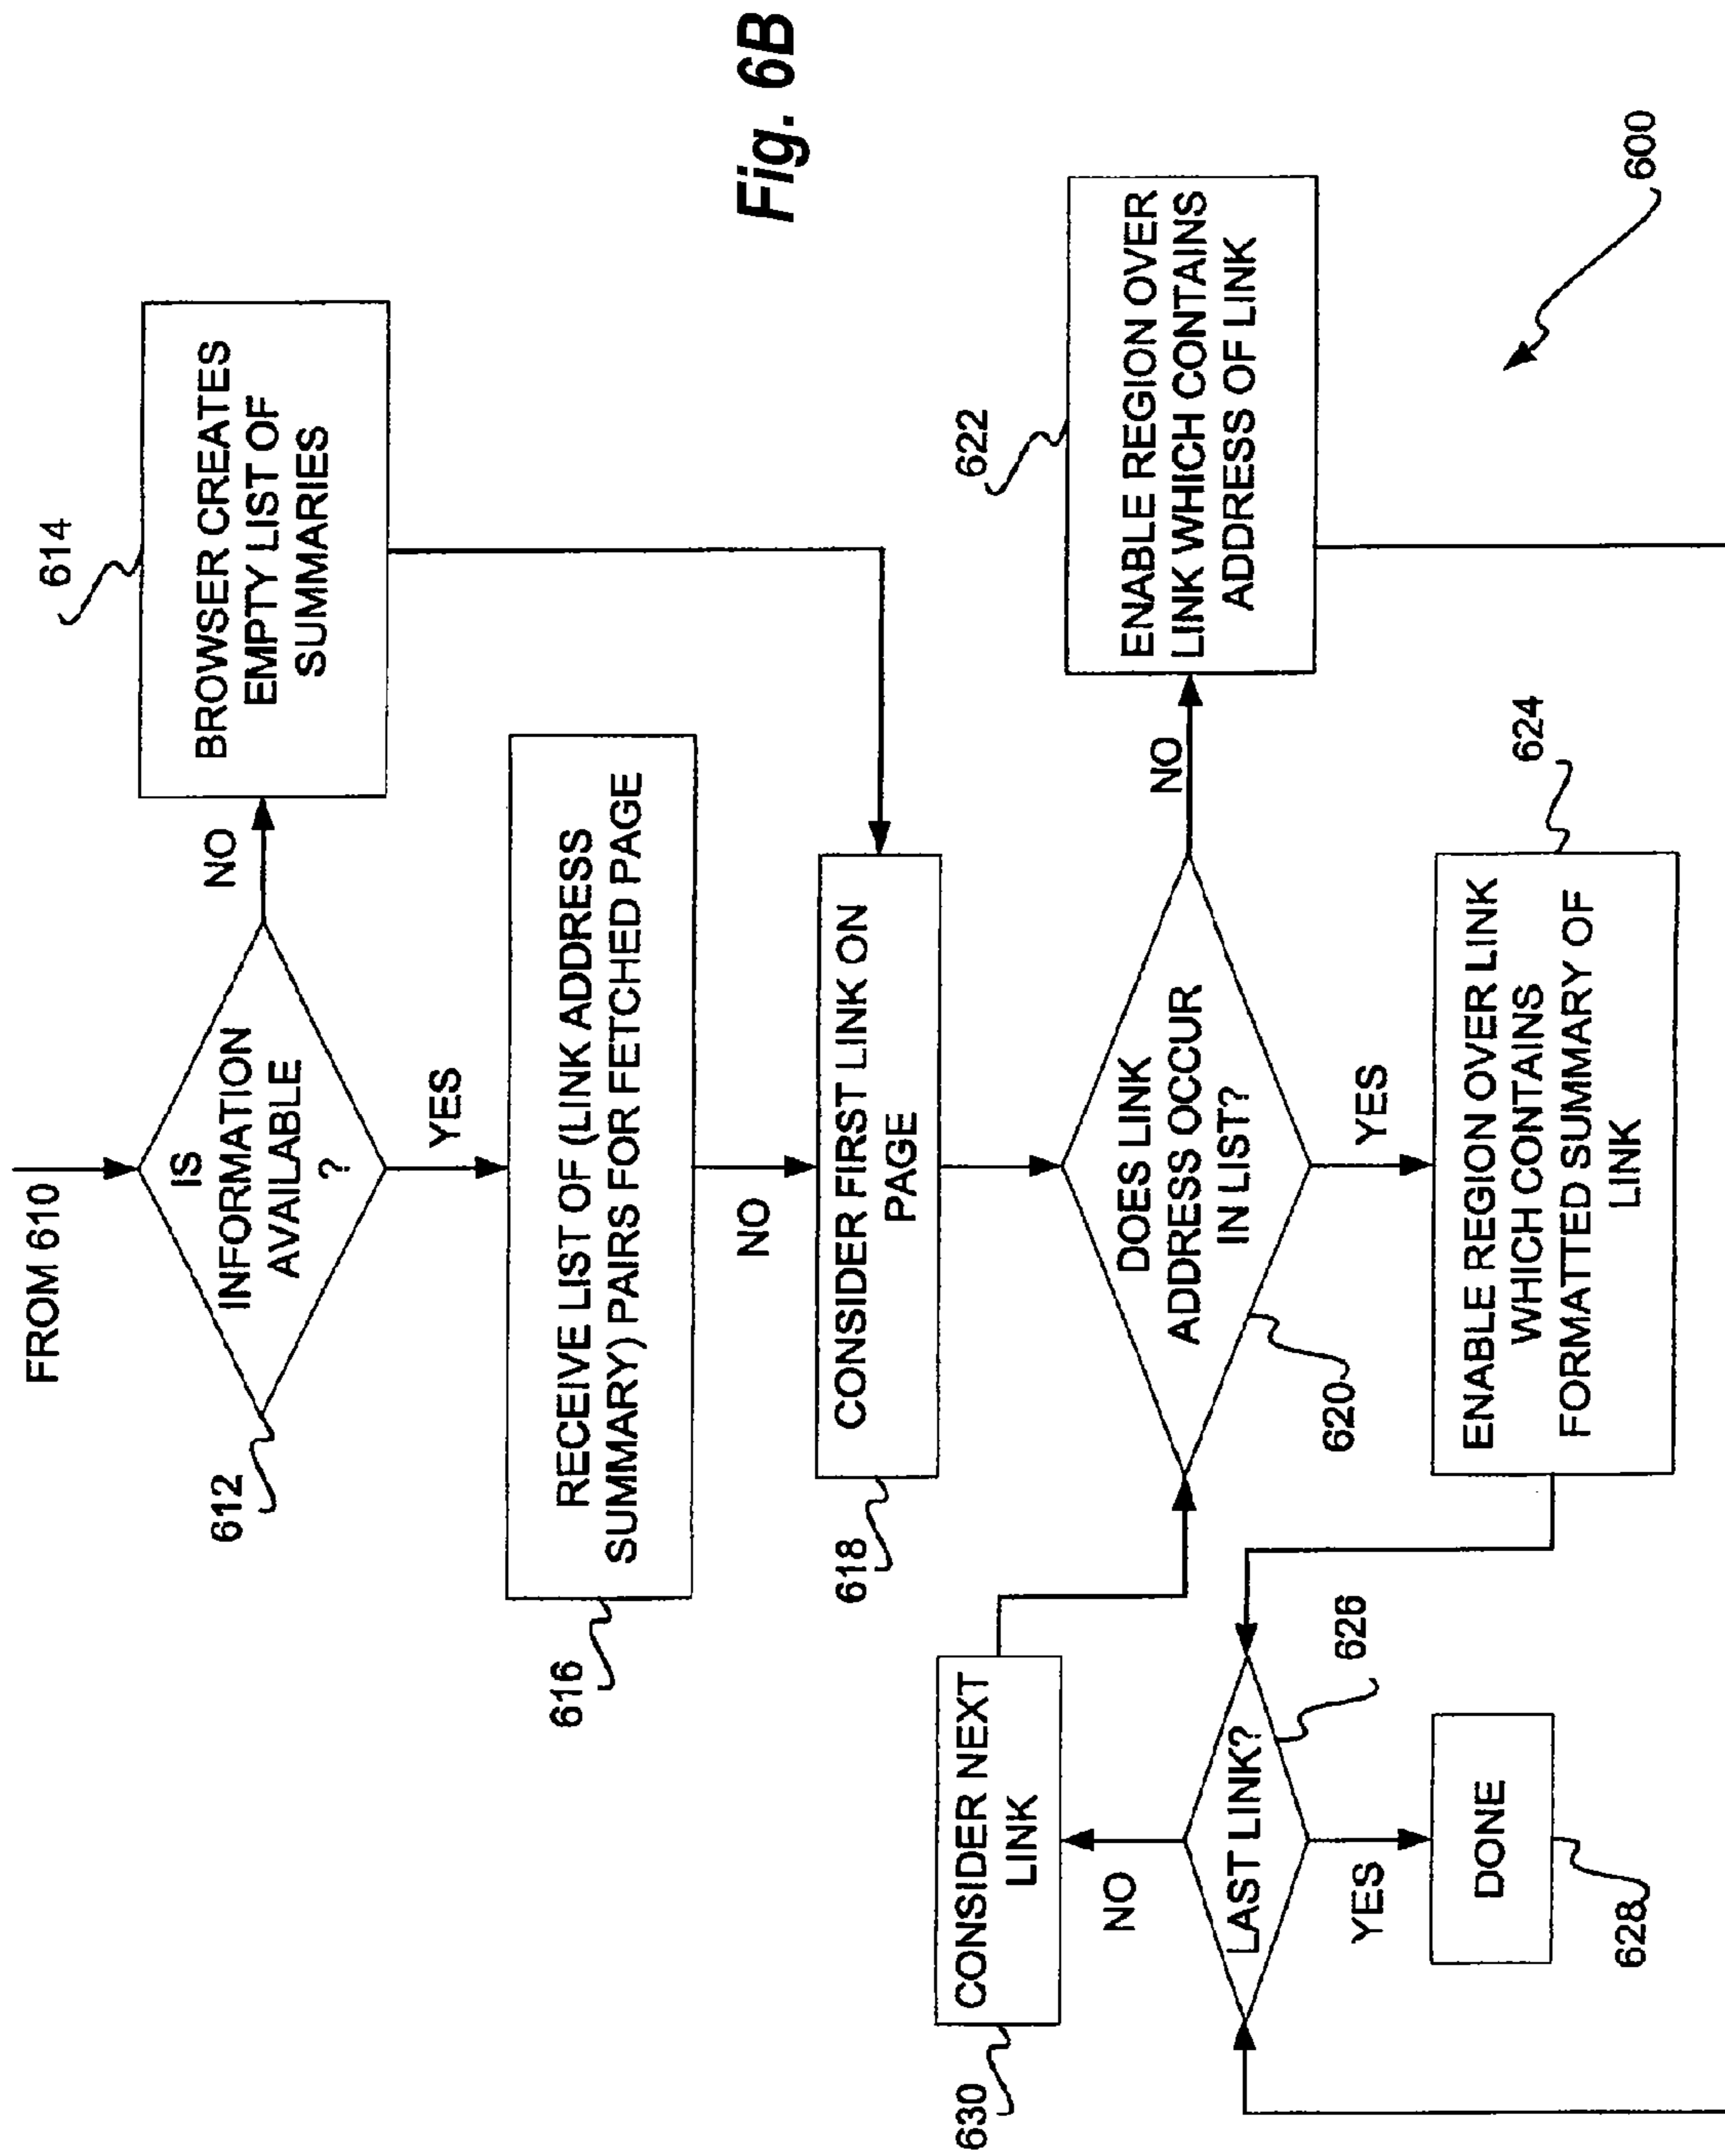 FROM 610
IS
INFORMATION
AVAILABLE
?
612
NO
BROWSER CREATES
EMPTY LIST OF
SUMMARIES
614
YES
RECEIVE LIST OF (LINK ADDRESS
SUMMARY) PAIRS FOR FETCHED PAGE
616
NO
CONSIDER FIRST LINK ON
PAGE
618
DOES LINK
ADDRESS OCCUR
IN LIST?
620
NO
ENABLE REGION OVER
LINK WHICH CONTAINS
ADDRESS OF LINK
622
YES
ENABLE REGION OVER LINK
WHICH CONTAINS
FORMATTED SUMMARY OF
LINK
624
CONSIDER NEXT
LINK
630
NO
LAST LINK?
626
YES
DONE
628
600
Fig. 6B